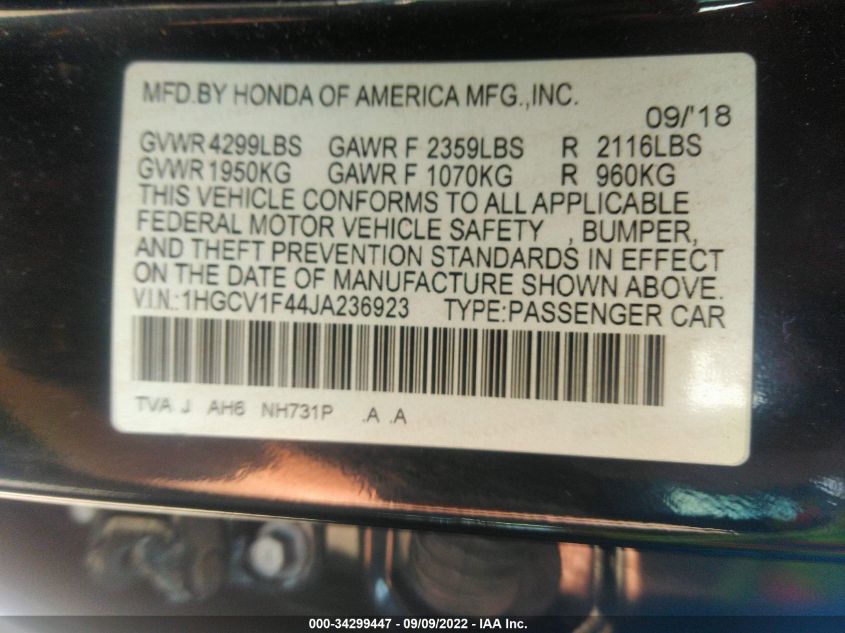 MFD.BY HONDA OF AMERICA MFG.,INC.
09/'18
GVWR 4299LBS GAWR F 2359LBS R 2116LBS
GVWR 1950KG GAWR F 1070KG R 960KG
THIS VEHICLE CONFORMS TO ALL APPLICABLE
FEDERAL MOTOR VEHICLE SAFETY , BUMPER,
AND THEFT PREVENTION STANDARDS IN EFFECT
ON THE DATE OF MANUFACTURE SHOWN ABOVE.
V.I.N.:1HGCV1F44JA236923 TYPE:PASSENGER CAR
TVA J AH6 NH731P .A .A
000-34299447 - 09/09/2022 - IAA Inc.